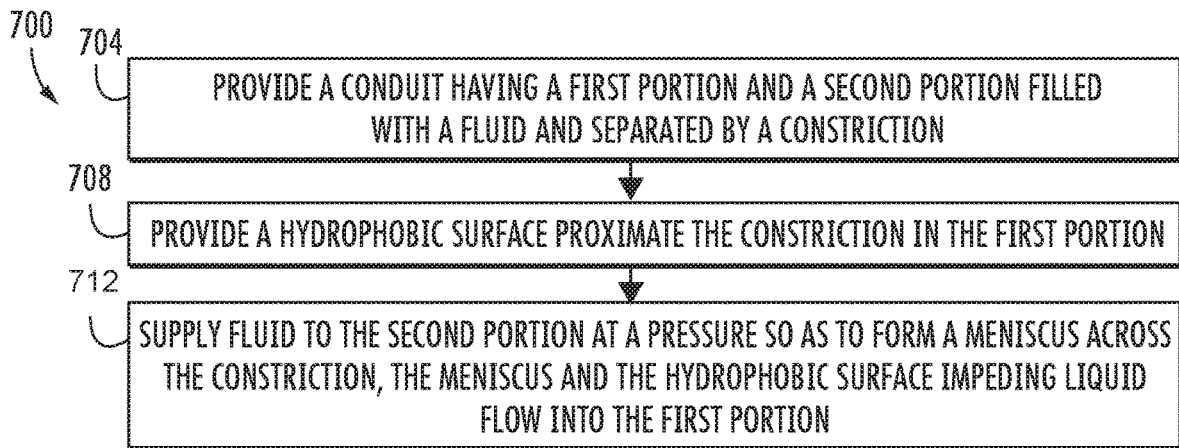 700
704
PROVIDE A CONDUIT HAVING A FIRST PORTION AND A SECOND PORTION FILLED
WITH A FLUID AND SEPARATED BY A CONSTRICTION
708
PROVIDE A HYDROPHOBIC SURFACE PROXIMATE THE CONSTRICTION IN THE FIRST PORTION
712
SUPPLY FLUID TO THE SECOND PORTION AT A PRESSURE SO AS TO FORM A MENISCUS ACROSS
THE CONSTRICTION, THE MENISCUS AND THE HYDROPHOBIC SURFACE IMPEDING LIQUID
FLOW INTO THE FIRST PORTION